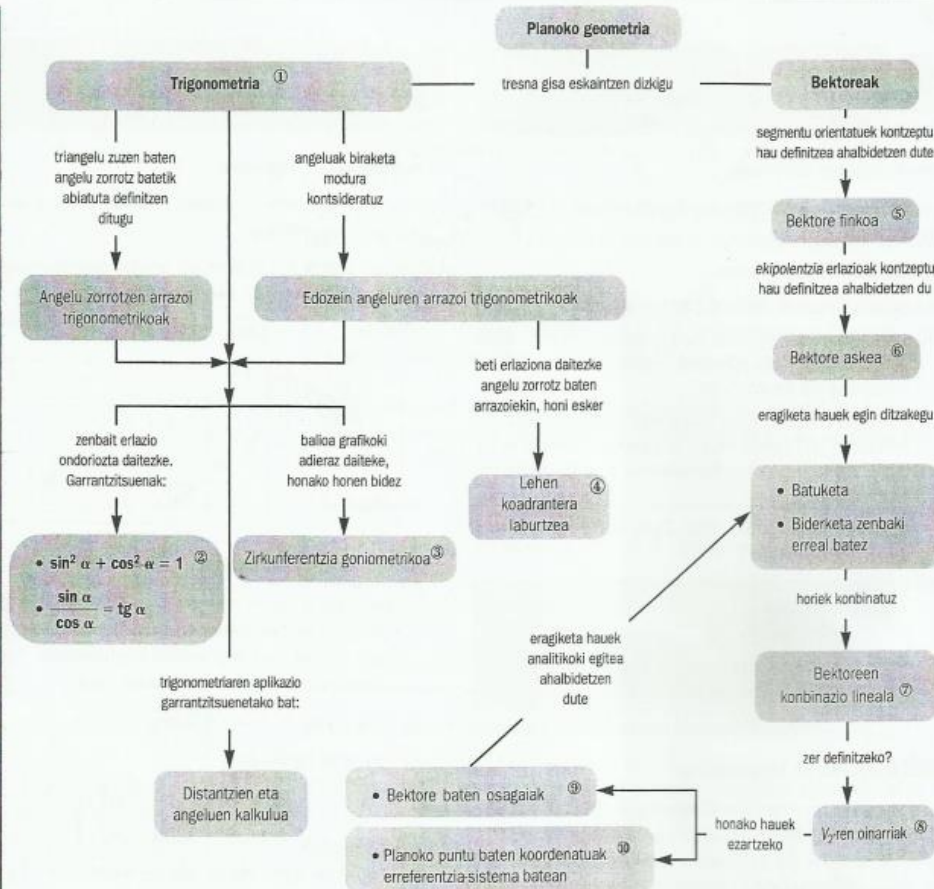 Planoko geometria
Trigonometria ①
tresna gisa eskaintzen dizkigu
Bektoreak
triangelu zuzen baten
angelu zorrotz batetik
abiatuta definitzen
ditugu
angeluak biraketa
modura
kontsideratuz
segmentu orientatuek kontzeptu
hau definitzea ahalbidetzen dute
Bektore finkoa ⑤
Angelu zorrotzen arrazoi
trigonometrikoak
Edozein angeluren arrazoi trigonometrikoak
ekipolentzia erlazioak kontzeptu
hau definitzea ahalbidetzen du
Bektore askea ⑥
beti erlaziona daitezke
angelu zorrotz baten
arrazoiekin, honi esker
eragiketa hauek egin ditzakegu
zenbait erlazio
ondoriozta daitezke.
Garrantzitsuenak:
balioa grafikoki
adieraz daiteke,
honako honen bidez
Lehen ④
koadrantera
laburtzea
• Batuketa
• Biderketa zenbaki
erreal batez
• sin² α + cos² α = 1 ②
• sin α / cos α = tg α
Zirkunferentzia goniometrikoa ③
horiek konbinatuz
eragiketa hauek
analitikoki egitea
ahalbidetzen
dute
Bektoreen
konbinazio lineala ⑦
trigonometriaren aplikazio
garrantzitsuenetako bat:
zer definitzeko?
Distantzien eta
angeluen kalkulua
• Bektore baten osagaiak ⑨
honako hauek
ezartzeko
V₂-ren oinarriak ⑧
• Planoko puntu baten koordenatuak ⑩
erreferentzia-sistema batean